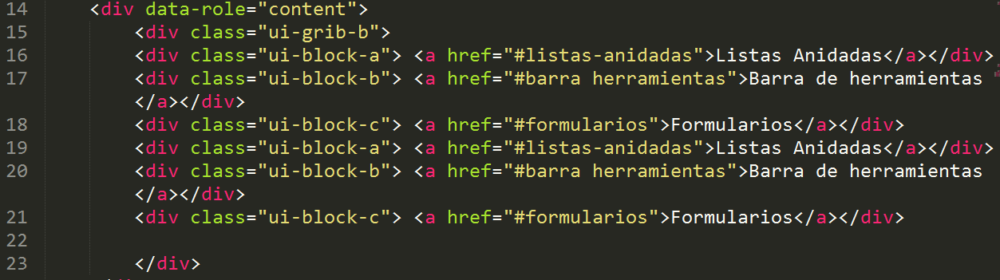 14 <div data-role="content">
15 <div class="ui-grib-b">
16 <div class="ui-block-a"> <a href="#listas-anidadas">Listas Anidadas</a></div>
17 <div class="ui-block-b"> <a href="#barra herramientas">Barra de herramientas
</a></div>
18 <div class="ui-block-c"> <a href="#formularios">Formularios</a></div>
19 <div class="ui-block-a"> <a href="#listas-anidadas">Listas Anidadas</a></div>
20 <div class="ui-block-b"> <a href="#barra herramientas">Barra de herramientas
</a></div>
21 <div class="ui-block-c"> <a href="#formularios">Formularios</a></div>
22
23 </div>